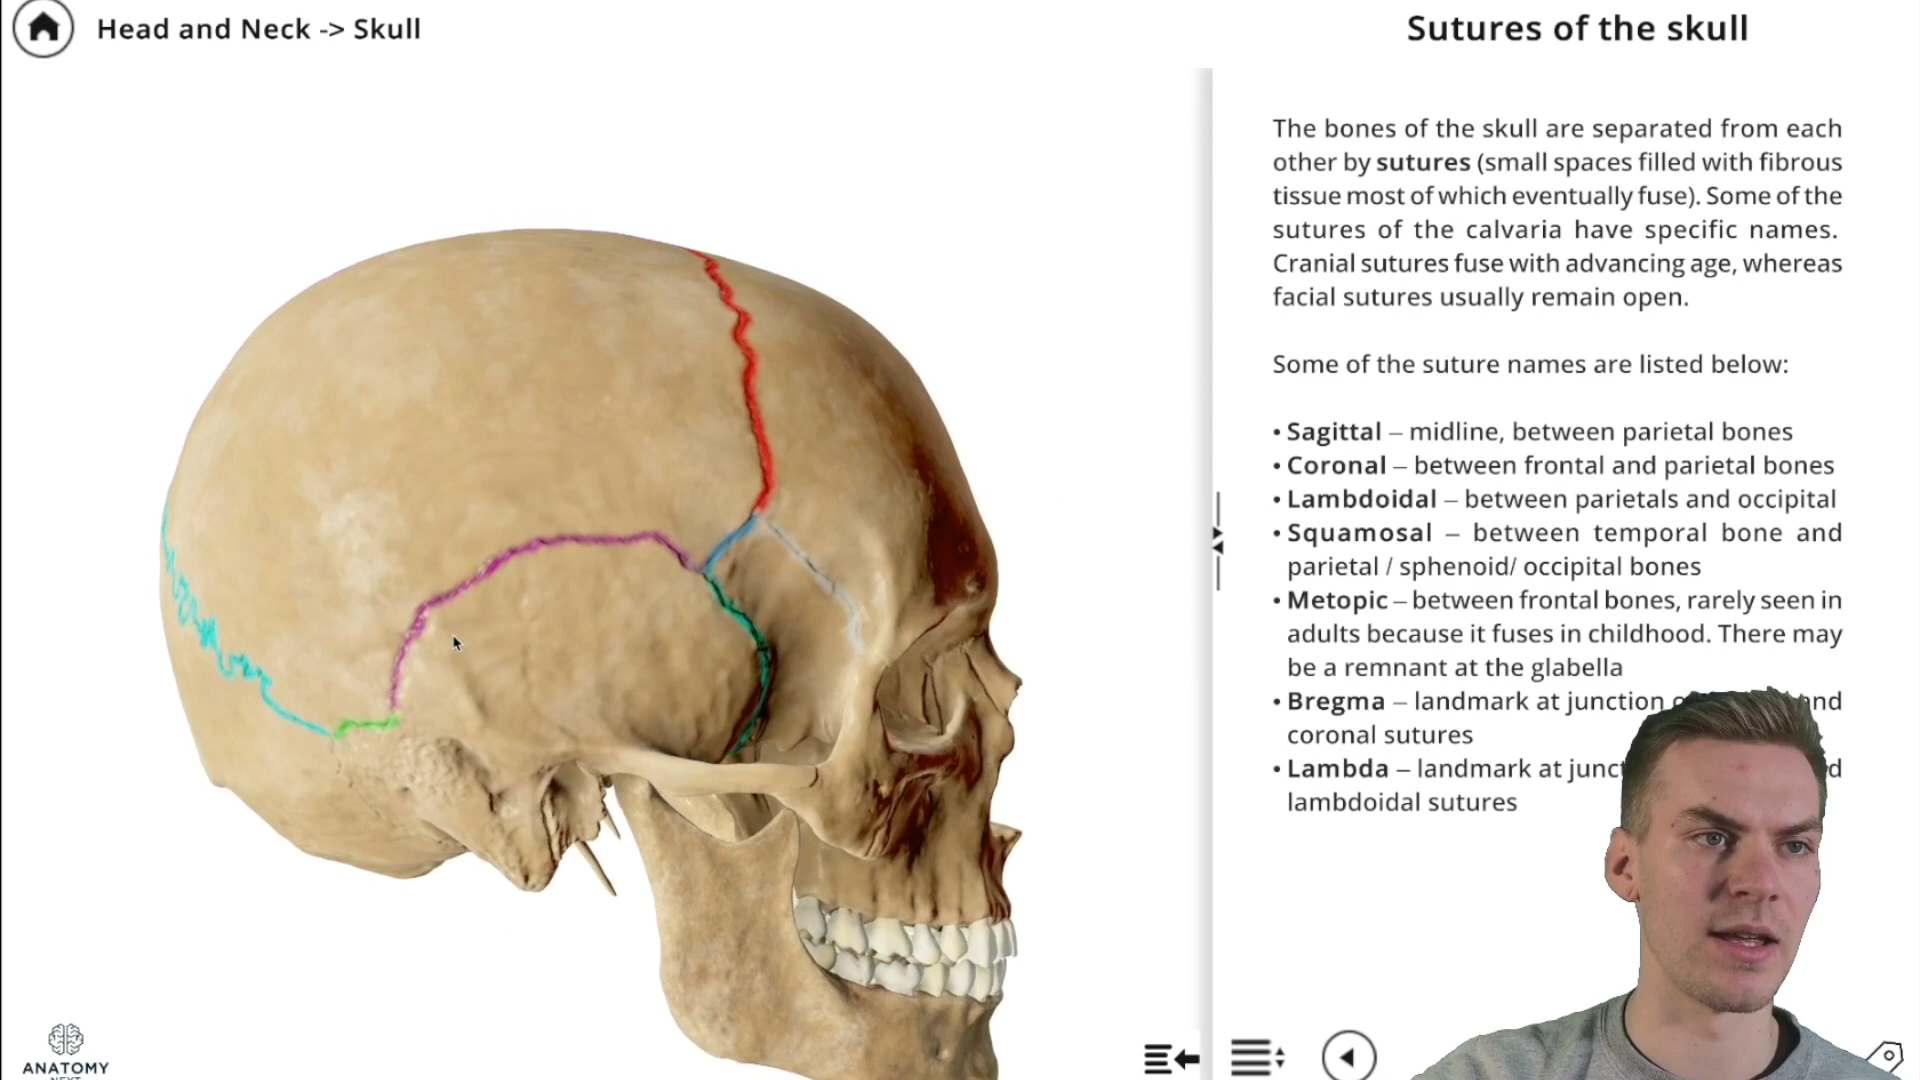 Head and Neck -> Skull
Sutures of the skull
The bones of the skull are separated from each
other by sutures (small spaces filled with fibrous
tissue most of which eventually fuse). Some of the
sutures of the calvaria have specific names.
Cranial sutures fuse with advancing age, whereas
facial sutures usually remain open.
Some of the suture names are listed below:
• Sagittal – midline, between parietal bones
• Coronal – between frontal and parietal bones
• Lambdoidal – between parietals and occipital
• Squamosal – between temporal bone and
parietal / sphenoid/ occipital bones
• Metopic – between frontal bones, rarely seen in
adults because it fuses in childhood. There may
be a remnant at the glabella
• Bregma – landmark at junction and
coronal sutures
• Lambda – landmark at
lambdoidal sutures
ANATOMY
NEXT